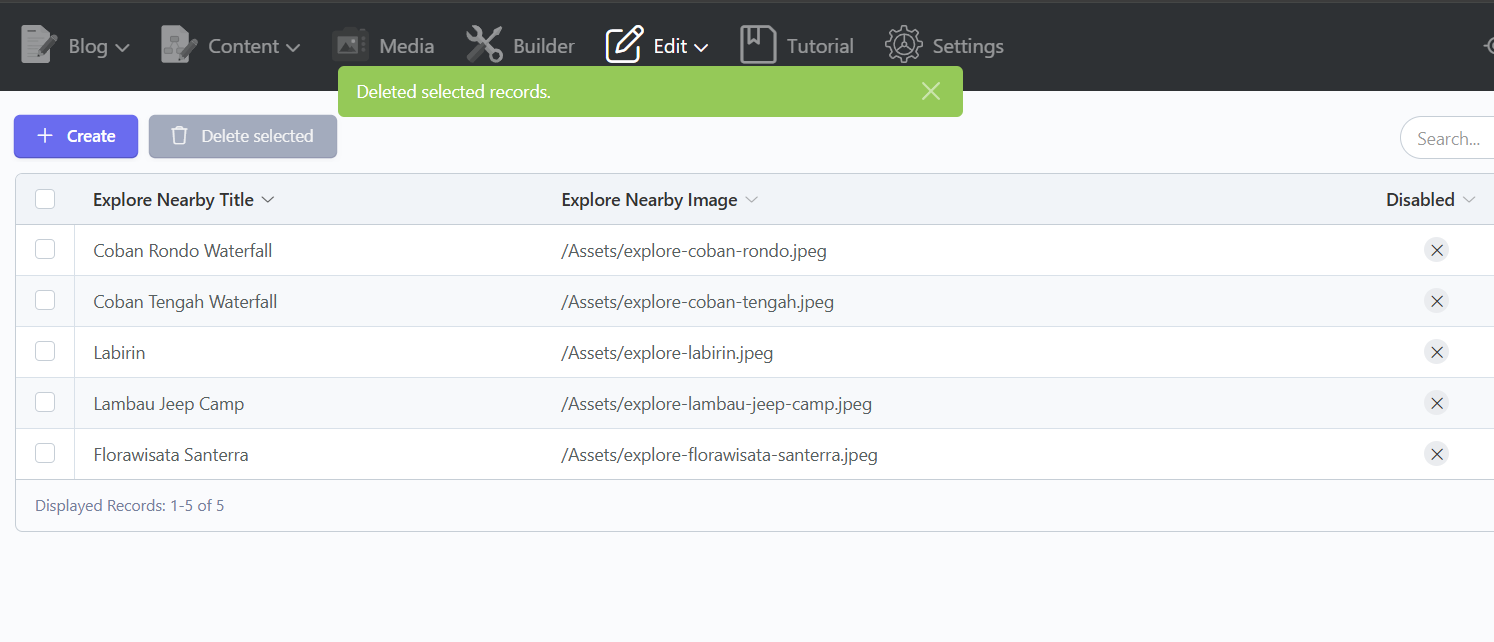 Blog Content Media Builder Edit Tutorial Settings
Deleted selected records.
Create Delete selected Search...
Explore Nearby Title Explore Nearby Image Disabled
Coban Rondo Waterfall /Assets/explore-coban-rondo.jpeg
Coban Tengah Waterfall /Assets/explore-coban-tengah.jpeg
Labirin /Assets/explore-labirin.jpeg
Lambau Jeep Camp /Assets/explore-lambau-jeep-camp.jpeg
Florawisata Santerra /Assets/explore-florawisata-santerra.jpeg
Displayed Records: 1-5 of 5